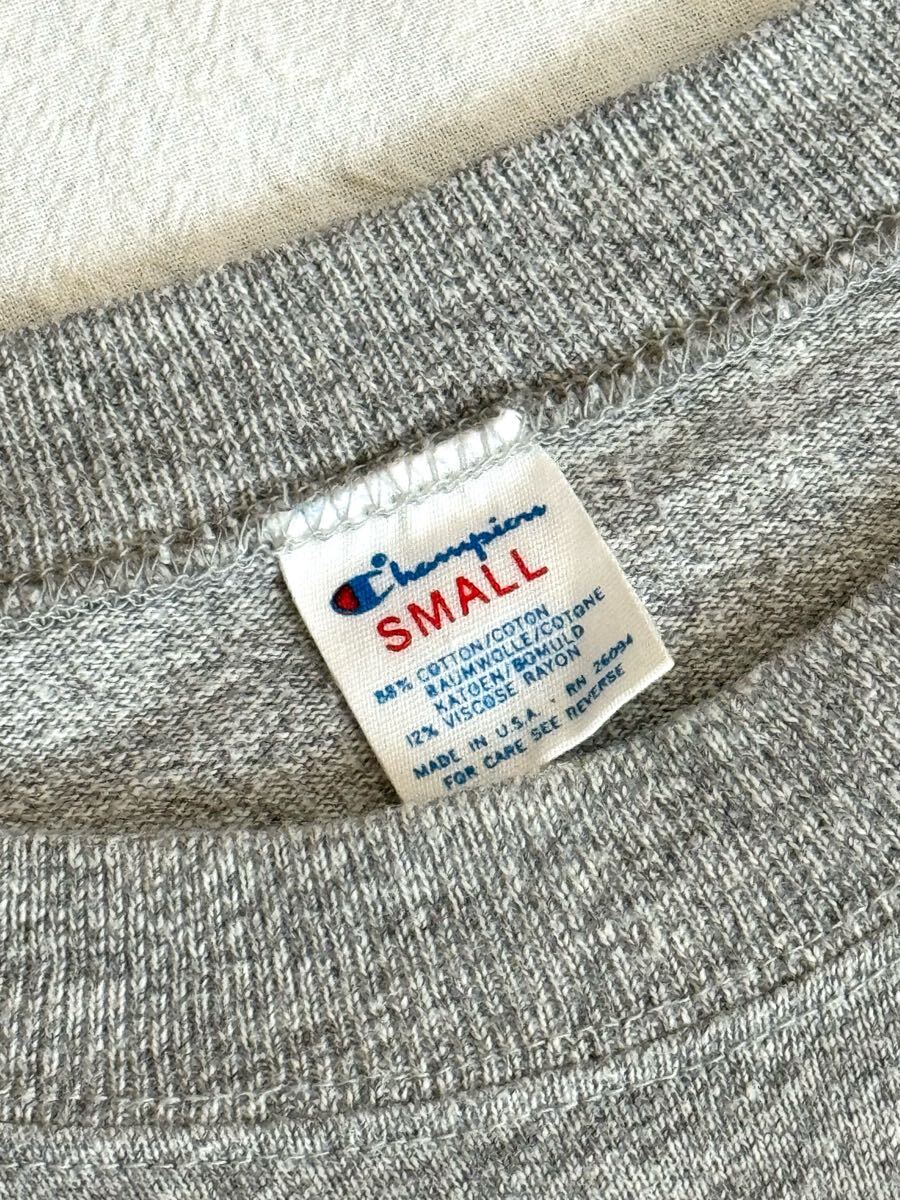 Champion
SMALL
88% COTTON/COTON
BAUMWOLLE/COTONE
KATOEN/BOMULD
12% VISCOSE RAYON
MADE IN U.S.A. · RN 26094
FOR CARE SEE REVERSE